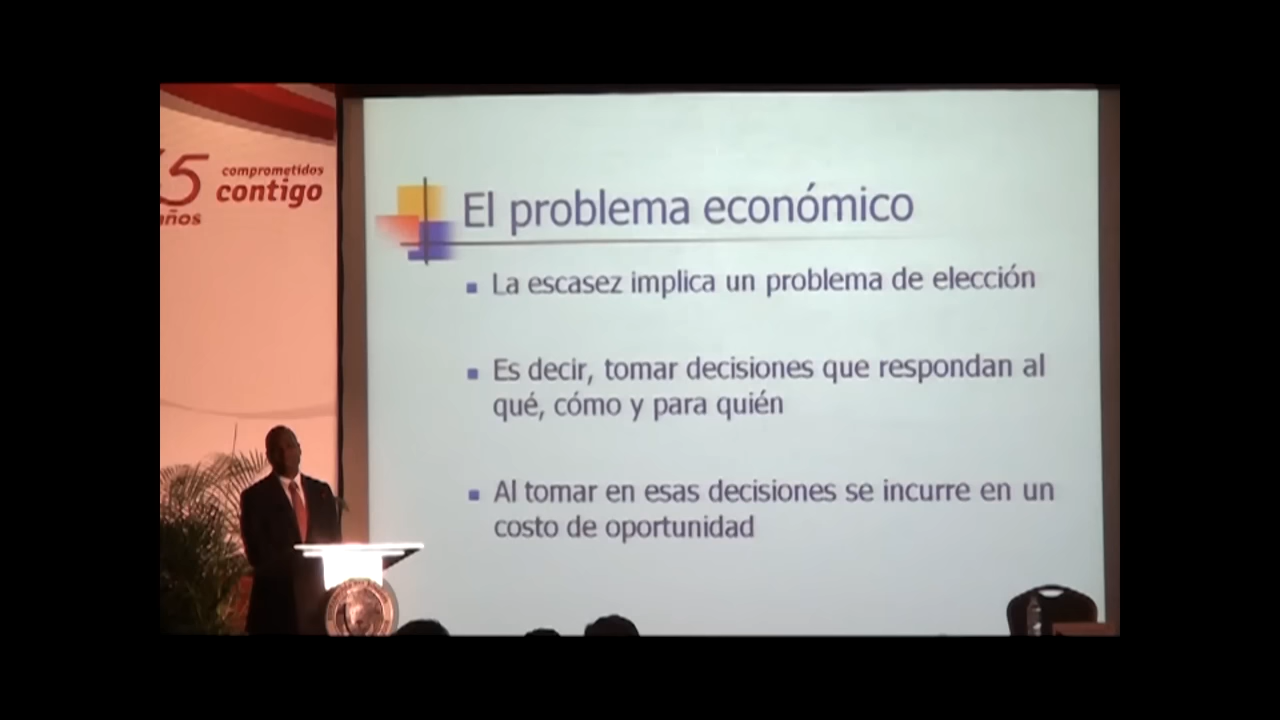 comprometidos
contigo
años
El problema económico
La escasez implica un problema de elección
Es decir, tomar decisiones que respondan al
qué, cómo y para quién
Al tomar en esas decisiones se incurre en un
costo de oportunidad